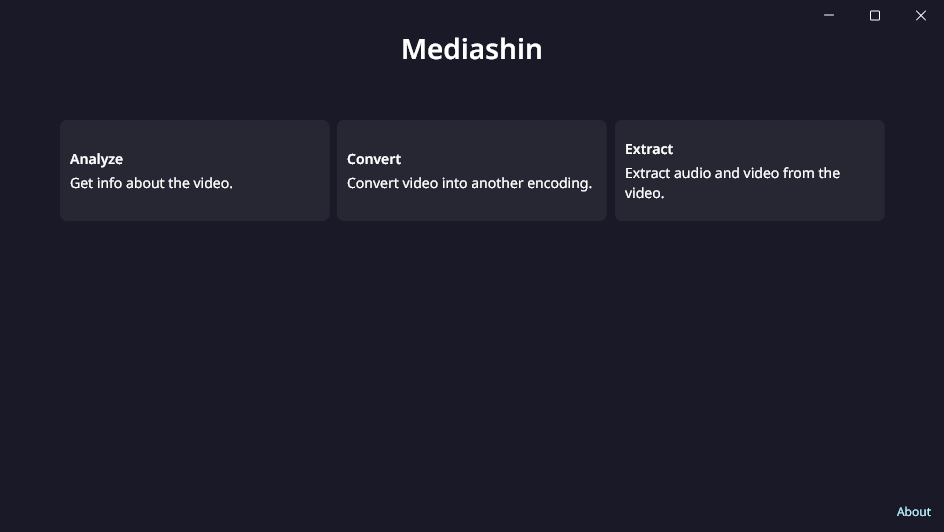 Mediashin
Analyze
Get info about the video.
Convert
Convert video into another encoding.
Extract
Extract audio and video from the
video.
About